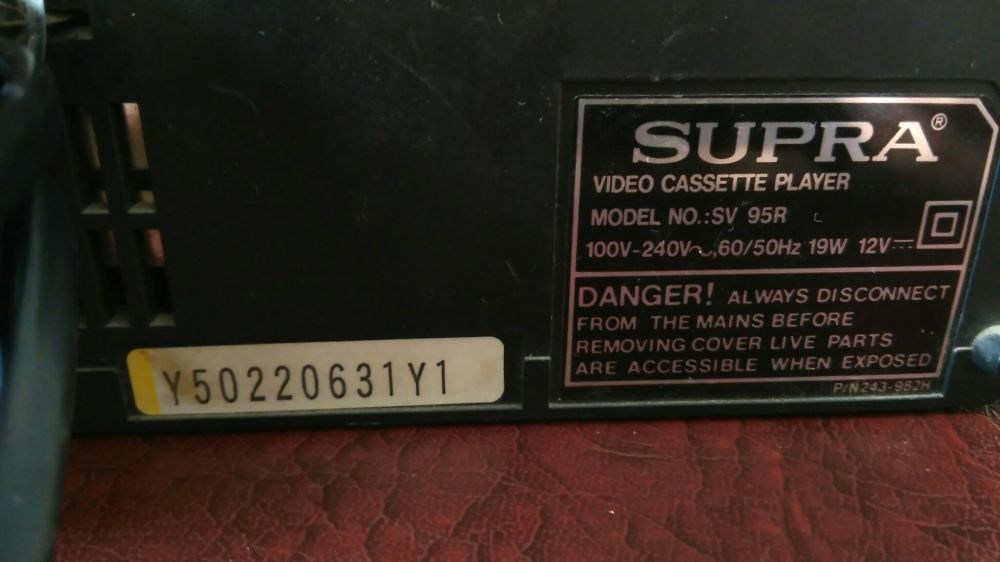 SUPRA®
VIDEO CASSETTE PLAYER
MODEL NO.:SV 95R
100V-240V~,60/50Hz 19W 12V⎓
DANGER! ALWAYS DISCONNECT
FROM THE MAINS BEFORE
REMOVING COVER.LIVE PARTS
ARE ACCESSIBLE WHEN EXPOSED
P/N243-982H
Y50220631Y1